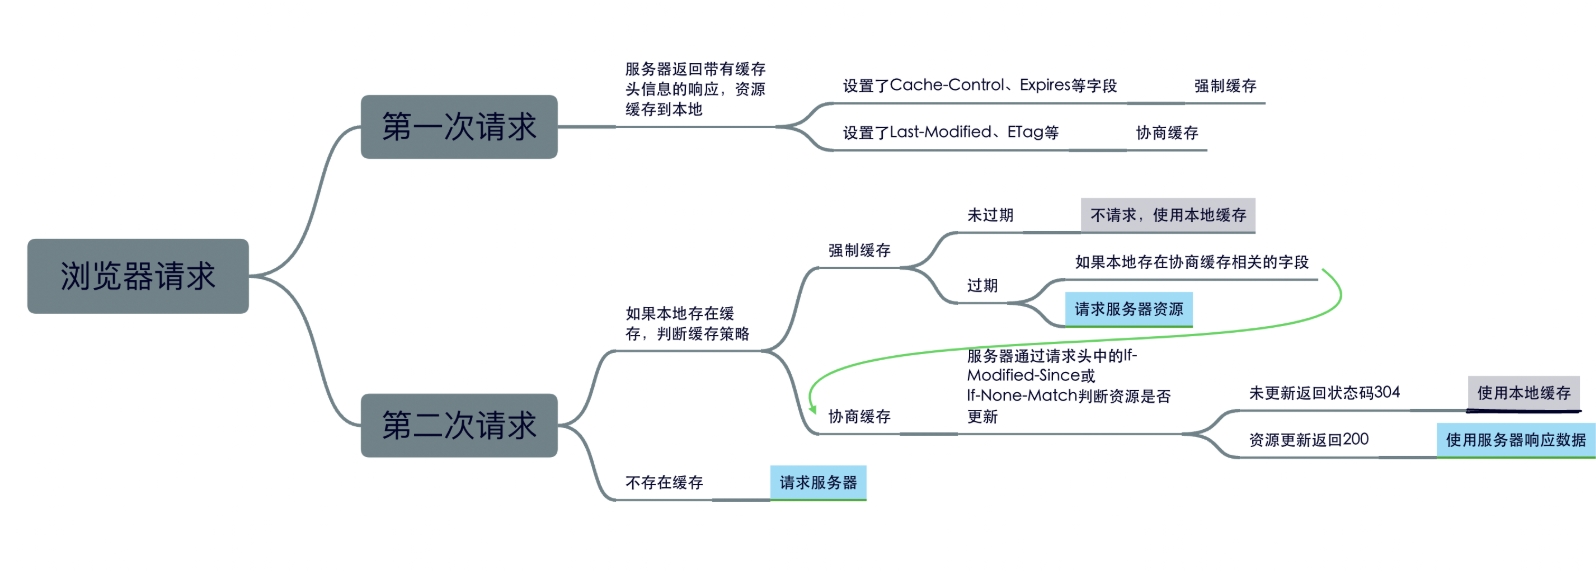 浏览器请求
第一次请求
服务器返回带有缓存
头信息的响应，资源
缓存到本地
设置了Cache-Control、Expires等字段
强制缓存
设置了Last-Modified、ETag等
协商缓存
第二次请求
如果本地存在缓
存，判断缓存策略
强制缓存
未过期
不请求，使用本地缓存
过期
如果本地存在协商缓存相关的字段
请求服务器资源
协商缓存
服务器通过请求头中的If-
Modified-Since或
If-None-Match判断资源是否
更新
未更新返回状态码304
使用本地缓存
资源更新返回200
使用服务器响应数据
不存在缓存
请求服务器